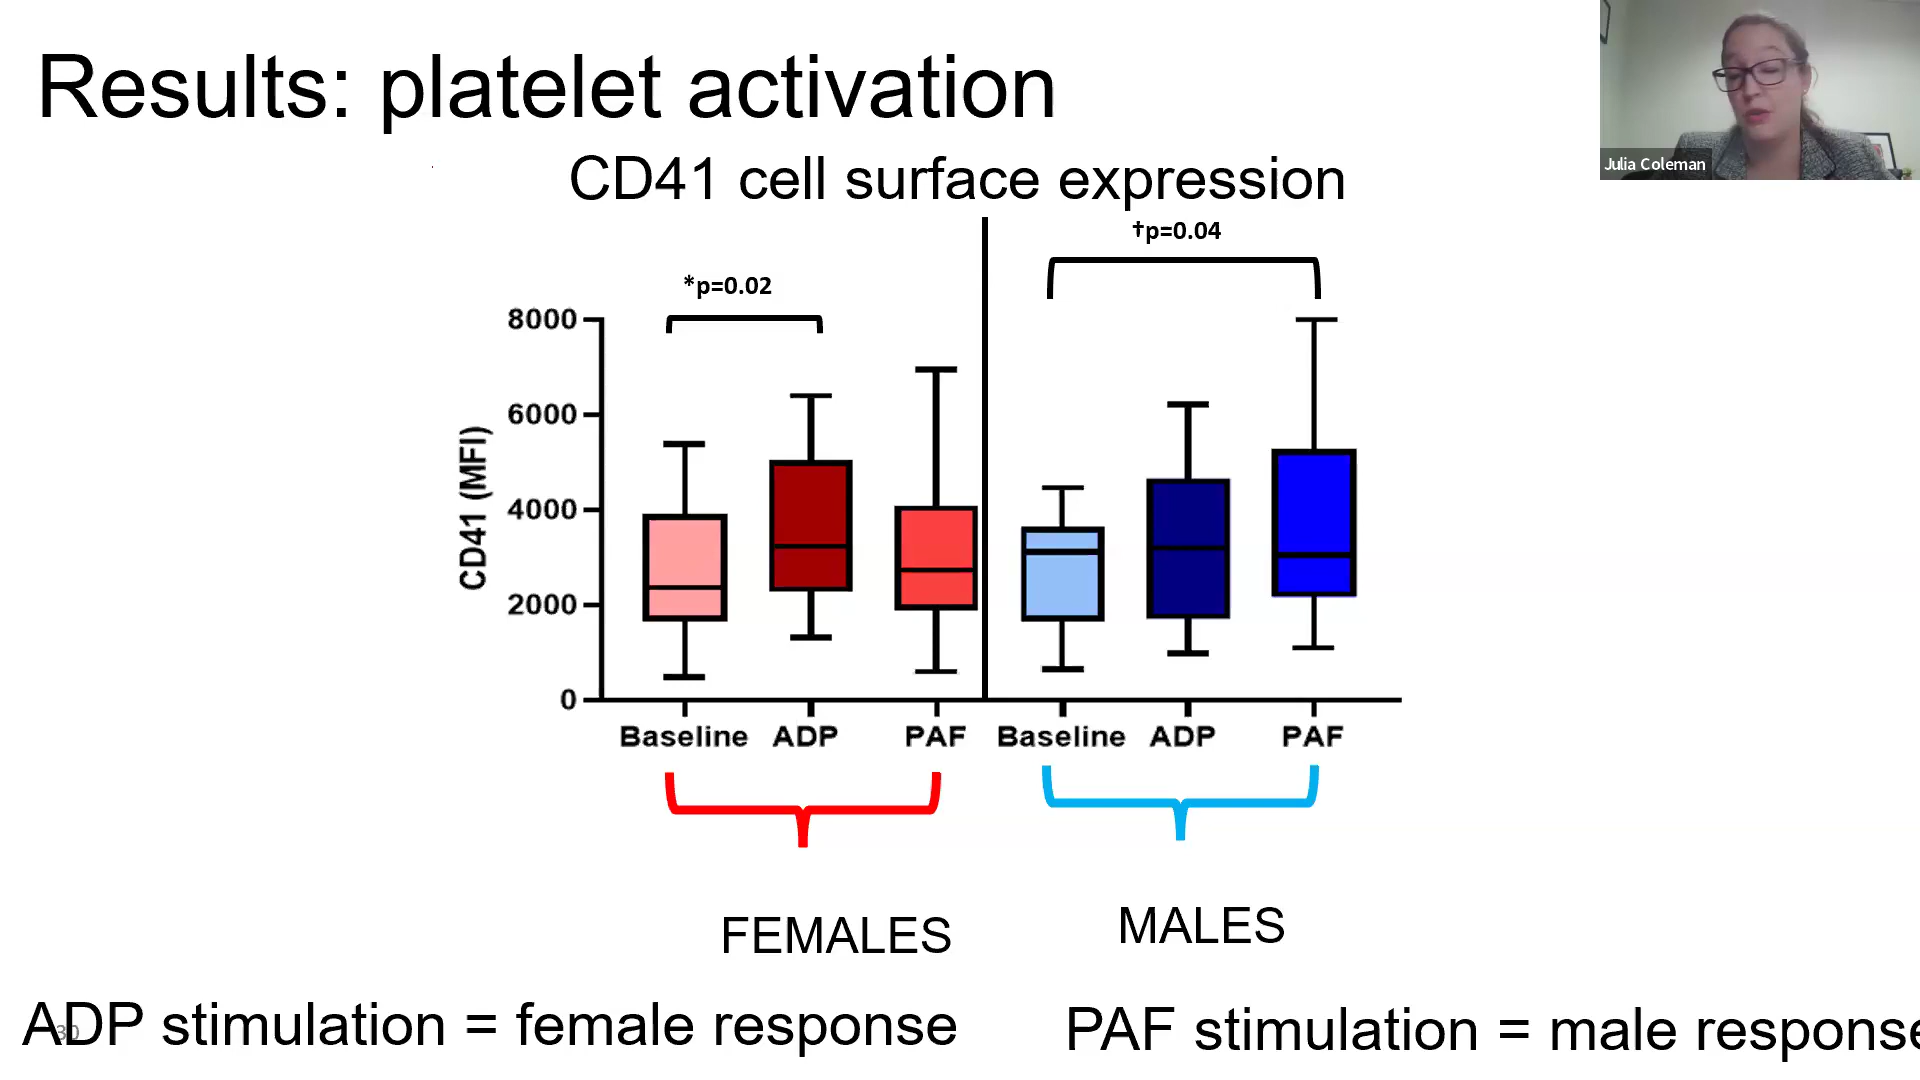 Results: platelet activation
Julia Coleman
CD41 cell surface expression
†p=0.04
*p=0.02
8000
6000
4000
2000
0
CD41 (MFI)
Baseline ADP PAF Baseline ADP PAF
FEMALES
MALES
ADP stimulation = female response
PAF stimulation = male response
30